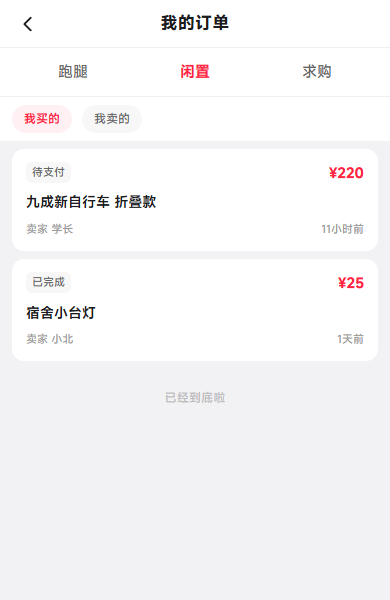 我的订单
跑腿 闲置 求购
我买的 我卖的
待支付 ¥220
九成新自行车 折叠款
卖家 学长 11小时前
已完成 ¥25
宿舍小台灯
卖家 小北 1天前
已经到底啦